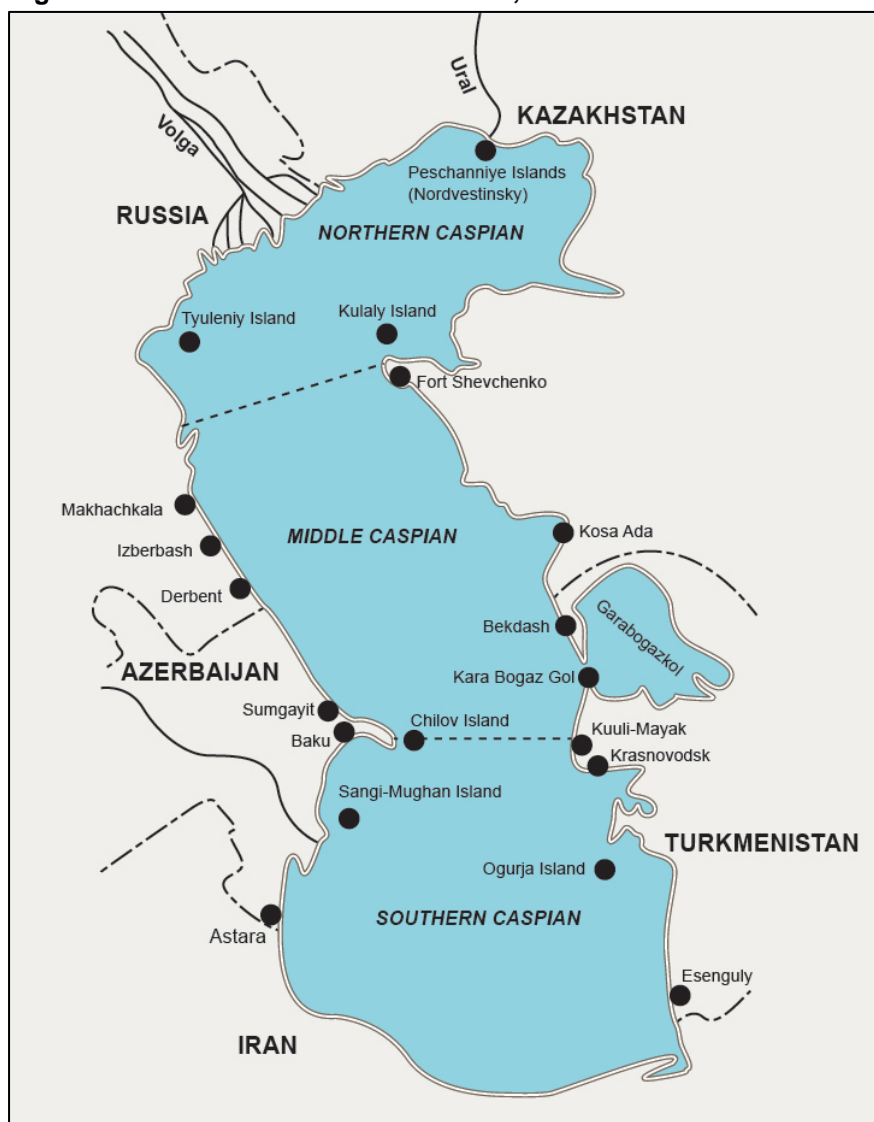 Ural
KAZAKHSTAN
Volga
Peschanniye Islands
(Nordvestinsky)
RUSSIA
NORTHERN CASPIAN
Tyuleniy Island
Kulaly Island
Fort Shevchenko
Makhachkala
Izberbash
MIDDLE CASPIAN
Kosa Ada
Derbent
Garabogazkol
Bekdash
AZERBAIJAN
Kara Bogaz Gol
Sumgayit
Chilov Island
Kuuli-Mayak
Baku
Krasnovodsk
Sangi-Mughan Island
TURKMENISTAN
Ogurja Island
SOUTHERN CASPIAN
Astara
Esenguly
IRAN